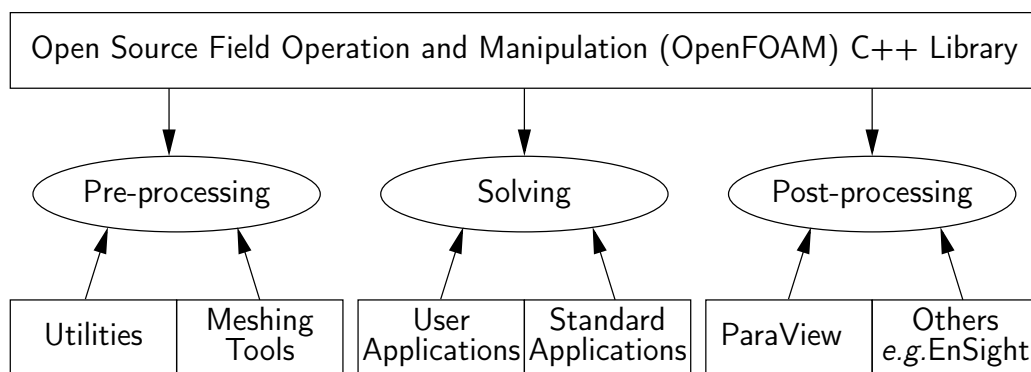 Open Source Field Operation and Manipulation (OpenFOAM) C++ Library
Pre-processing
Solving
Post-processing
Utilities
Meshing
Tools
User
Applications
Standard
Applications
ParaView
Others
e.g.EnSight